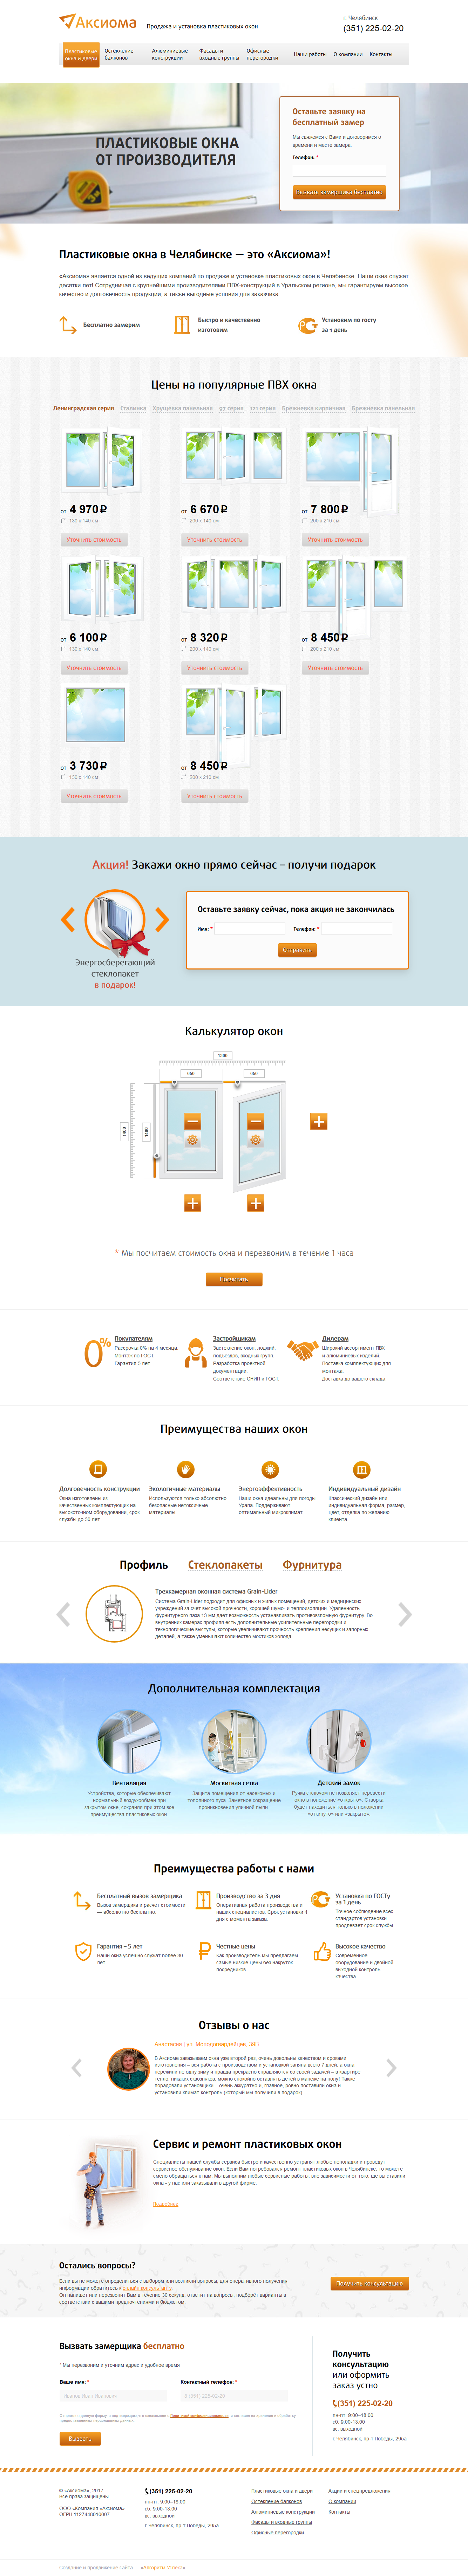 Аксиома
Продажа и установка пластиковых окон
г. Челябинск
(351) 225-02-20
Пластиковые
окна и двери
Остекление
балконов
Алюминиевые
конструкции
Фасады и
входные группы
Офисные
перегородки
Наши работы
О компании
Контакты
ПЛАСТИКОВЫЕ ОКНА
ОТ ПРОИЗВОДИТЕЛЯ
Оставьте заявку на
бесплатный замер
Мы свяжемся с Вами и договоримся о
времени и месте замера.
Телефон: *
Вызвать замерщика бесплатно
Пластиковые окна в Челябинске — это «Аксиома»!
«Аксиома» является одной из ведущих компаний по продаже и установке пластиковых окон в Челябинске. Наши окна служат
десятки лет! Сотрудничая с крупнейшими производителями ПВХ-конструкций в Уральском регионе, мы гарантируем высокое
качество и долговечность продукции, а также выгодные условия для заказчика.
Бесплатно замерим
Быстро и качественно
изготовим
Установим по госту
за 1 день
Цены на популярные ПВХ окна
Ленинградская серия
Сталинка
Хрущевка панельная
97 серия
121 серия
Брежневка кирпичная
Брежневка панельная
от 4 970 ₽
130 х 140 см
Уточнить стоимость
от 6 670 ₽
200 х 140 см
Уточнить стоимость
от 7 800 ₽
200 х 210 см
Уточнить стоимость
от 6 100 ₽
130 х 140 см
Уточнить стоимость
от 8 320 ₽
200 х 140 см
Уточнить стоимость
от 8 450 ₽
200 х 210 см
Уточнить стоимость
от 3 730 ₽
130 х 140 см
Уточнить стоимость
от 8 450 ₽
200 х 210 см
Уточнить стоимость
Акция! Закажи окно прямо сейчас – получи подарок
Энергосберегающий
стеклопакет
в подарок!
Оставьте заявку сейчас, пока акция не закончилась
Имя: *
Телефон: *
Отправить
Калькулятор окон
1300
650
650
1400
1400
* Мы посчитаем стоимость окна и перезвоним в течение 1 часа
Посчитать
0%
Покупателям
Рассрочка 0% на 4 месяца.
Монтаж по ГОСТ.
Гарантия 5 лет.
Застройщикам
Застекление окон, лоджий,
подъездов, входных групп.
Разработка проектной
документации.
Соответствие СНИП и ГОСТ.
Дилерам
Широкий ассортимент ПВХ
и алюминиевых изделий.
Поставка комплектующих для
монтажа.
Доставка до вашего склада.
Преимущества наших окон
Долговечность конструкции
Окна изготовлены из
качественных комплектующих на
высокоточном оборудовании, срок
службы до 30 лет.
Экологичные материалы
Используются только абсолютно
безопасные нетоксичные
материалы.
Энергоэффективность
Наши окна идеальны для погоды
Урала. Поддерживают
оптимальный микроклимат.
Индивидуальный дизайн
Классический дизайн или
индивидуальная форма, размер,
цвет, отделка по желанию
клиента.
Профиль
Стеклопакеты
Фурнитура
Трехкамерная оконная система Grain-Lider
Система Grain-Lider подходит для офисных и жилых помещений, детских и медицинских
учреждений за счет высокой прочности, хорошей шумо- и теплоизоляции. Удаленность
фурнитурного паза 13 мм дает возможность устанавливать противовзломную фурнитуру. Во
внутренних камерах профиля есть дополнительные усилительные перегородки и
технологические выступы, которые увеличивают прочность крепления несущих и запорных
деталей, а также уменьшают количество мостиков холода.
Дополнительная комплектация
Вентиляция
Устройства, которые обеспечивают
нормальный воздухообмен при
закрытом окне, сохраняя при этом все
преимущества пластиковых окон
Москитная сетка
Защита помещения от насекомых и
тополиного пуха. Заметное сокращение
проникновения уличной пыли.
Детский замок
Ручка с ключом не позволяет перевести
окно в положение «открыто». Створка
будет находиться только в положении
«откинуто» или «закрыто».
Преимущества работы с нами
Бесплатный вызов замерщика
Вызов замерщика и расчет стоимости
— абсолютно бесплатно.
Производство за 3 дня
Оперативная работа производства и
наших специалистов. Срок установки 4
дня с момента заказа.
Установка по ГОСТу
за 1 день
Точное соблюдение всех
стандартов установки
продлевает срок службы.
Гарантия – 5 лет
Наши окна успешно служат более 30
лет.
Честные цены
Как производитель мы предлагаем
самые низкие цены без накруток
посредников.
Высокое качество
Современное
оборудование и двойной
выходной контроль
качества.
Отзывы о нас
Анастасия | ул. Молодогвардейцев, 39В
В Аксиоме заказываем окна уже второй раз, очень довольны качеством и сроками
изготовления – вся работа с производством и установкой заняла всего 7 дней, а окна
пережили не одну зиму и правда прекрасно справляются со своей задачей – в квартире
тепло, никаких сквозняков, можно спокойно оставлять детей в манеже на полу! Также
порадовали установщики – очень аккуратно и, главное, ровно поставили окна и
установили климат-контроль (который мы получили в подарок).
Сервис и ремонт пластиковых окон
Специалисты нашей службы сервиса быстро и качественно устранят любые неполадки и проведут
сервисное обслуживание окон. Если Вам потребовался ремонт пластиковых окон в Челябинске, то можете
смело обращаться к нам. Мы выполним любые сервисные работы, вне зависимости от того, где вы ставили
окна - у нас или заказывали в другой фирме.
Подробнее
Остались вопросы?
Если вы не можете определиться с выбором или возникли вопросы, для оперативного получения
информации обратитесь к онлайн-консультанту.
Он напишет или перезвонит Вам в течение 30 секунд, ответит на вопросы, подберёт варианты в
соответствии с вашими предпочтениями и бюджетом.
Получить консультацию
Вызвать замерщика бесплатно
* Мы перезвоним и уточним адрес и удобное время
Ваше имя: *
Контактный телефон: *
Иванов Иван Иванович
8 (351) 225-02-20
Отправляя данную форму, я подтверждаю что ознакомлен с Политикой конфиденциальности, и согласен на хранение и обработку
предоставленных персональных данных.
Вызвать
Получить
консультацию
или оформить
заказ устно
(351) 225-02-20
пн-пт: 9:00–18:00
сб: 9:00-13:00
вс: выходной
г. Челябинск, пр-т Победы, 295а
© «Аксиома», 2017
Все права защищены.
ООО «Компания «Аксиома»
ОГРН 1127448010007
(351) 225-02-20
пн-пт: 9:00–18:00
сб: 9:00-13:00
вс: выходной
г. Челябинск, пр-т Победы, 295а
Пластиковые окна и двери
Остекление балконов
Алюминиевые конструкции
Фасады и входные группы
Офисные перегородки
Акции и спецпредложения
О компании
Контакты
Создание и продвижение сайта — «Алгоритм успеха»